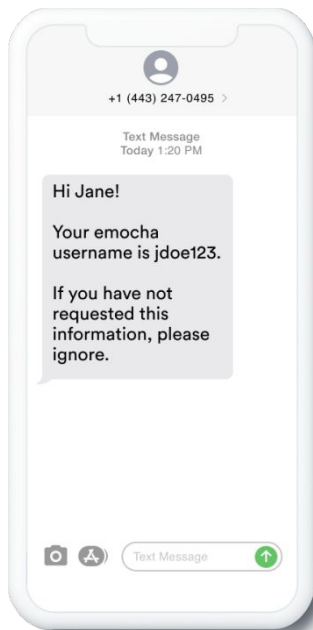 +1 (443) 247-0495 >
Text Message
Today 1:20 PM
Hi Jane!
Your emocha
username is jdoe123.
If you have not
requested this
information, please
ignore.
Text Message